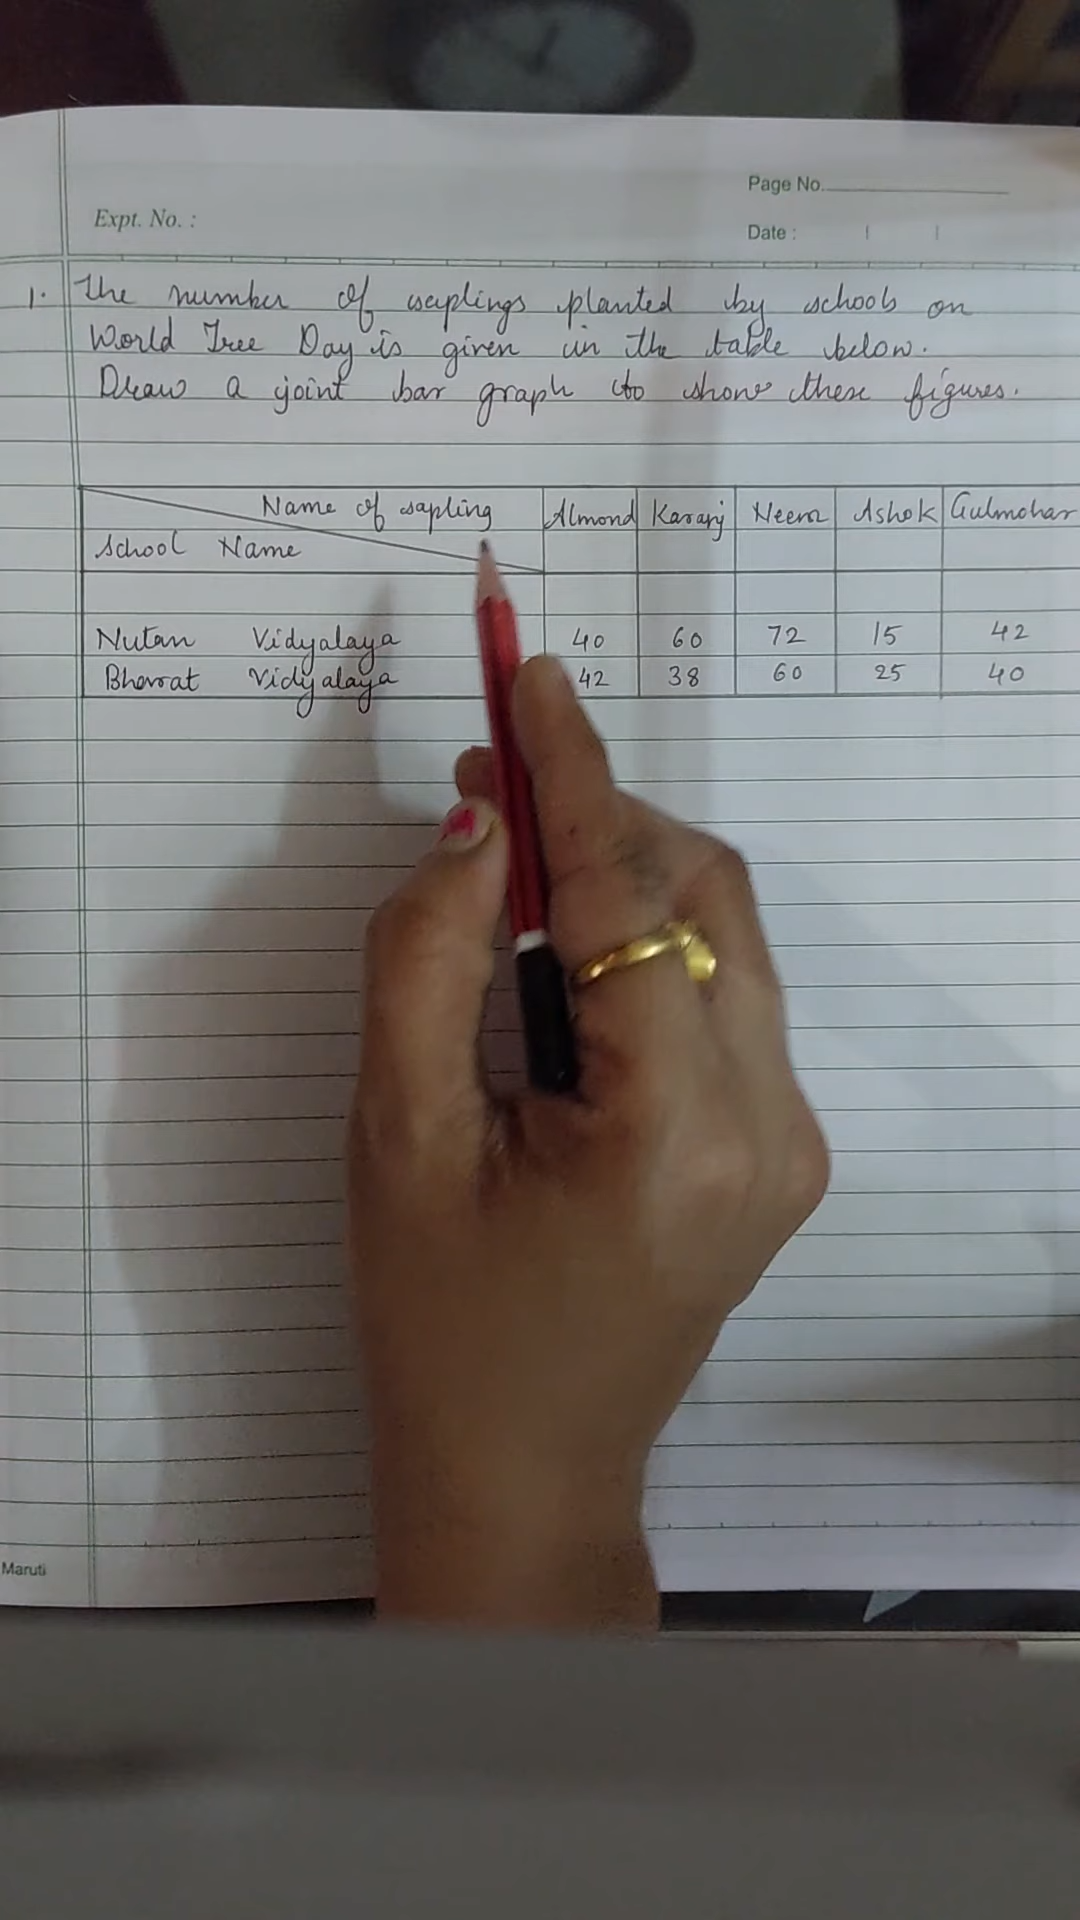 Page No.
Expt. No. :
Date :
1. The number of saplings planted by schools on
World Tree Day is given in the table below.
Draw a joint bar graph to show these figures.
Name of sapling Almond Karanj Neem Ashok Gulmohar
School Name
Nutan Vidyalaya 40 60 72 15 42
Bharat Vidyalaya 42 38 60 25 40
Maruti